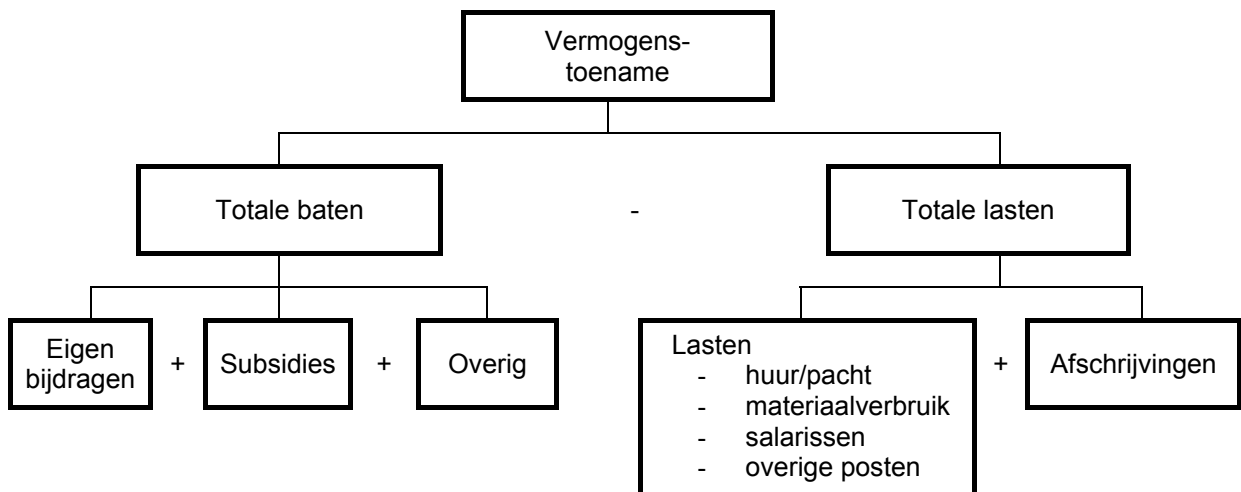 Vermogens-
toename
Totale baten
-
Totale lasten
Eigen
bijdragen
+
Subsidies
+
Overig
Lasten
- huur/pacht
- materiaalverbruik
- salarissen
- overige posten
+
Afschrijvingen